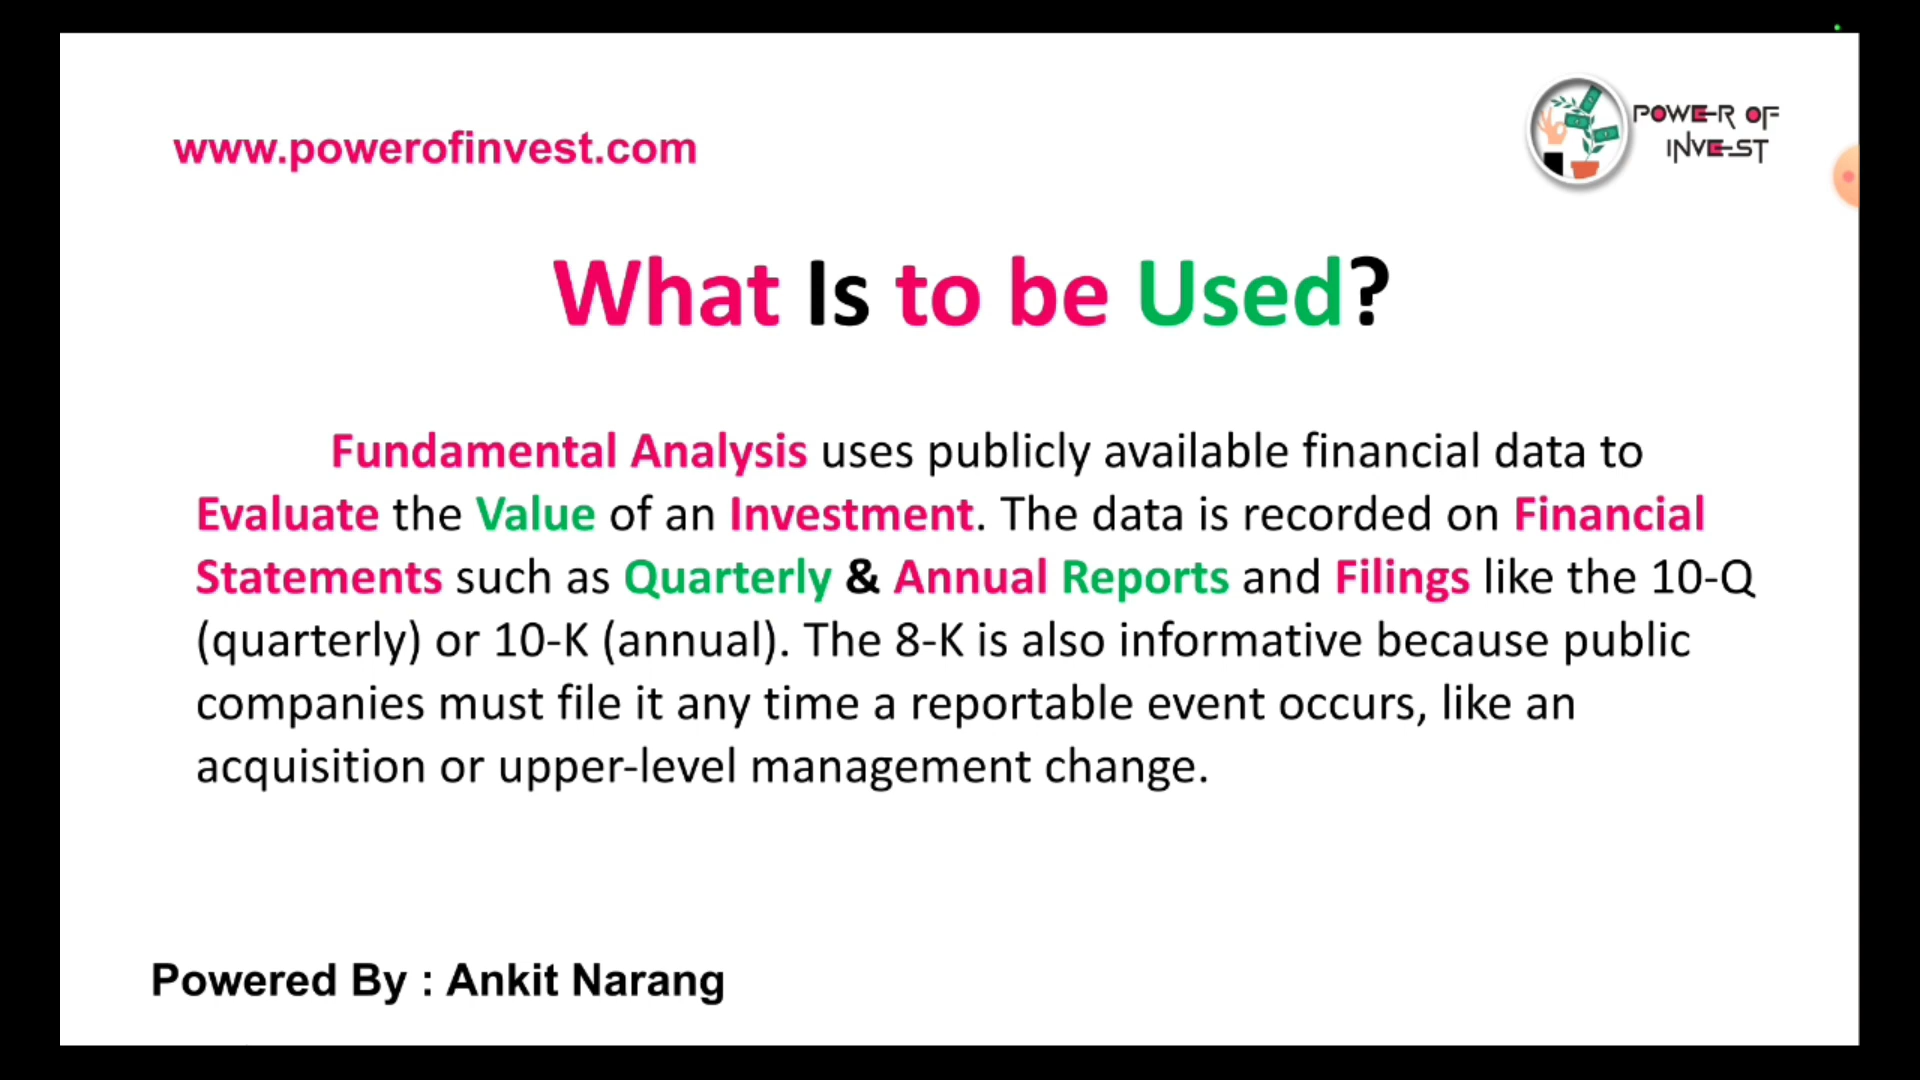 www.powerofinvest.com
POWER OF
INVEST
What Is to be Used?
Fundamental Analysis uses publicly available financial data to
Evaluate the Value of an Investment. The data is recorded on Financial
Statements such as Quarterly & Annual Reports and Filings like the 10-Q
(quarterly) or 10-K (annual). The 8-K is also informative because public
companies must file it any time a reportable event occurs, like an
acquisition or upper-level management change.
Powered By : Ankit Narang